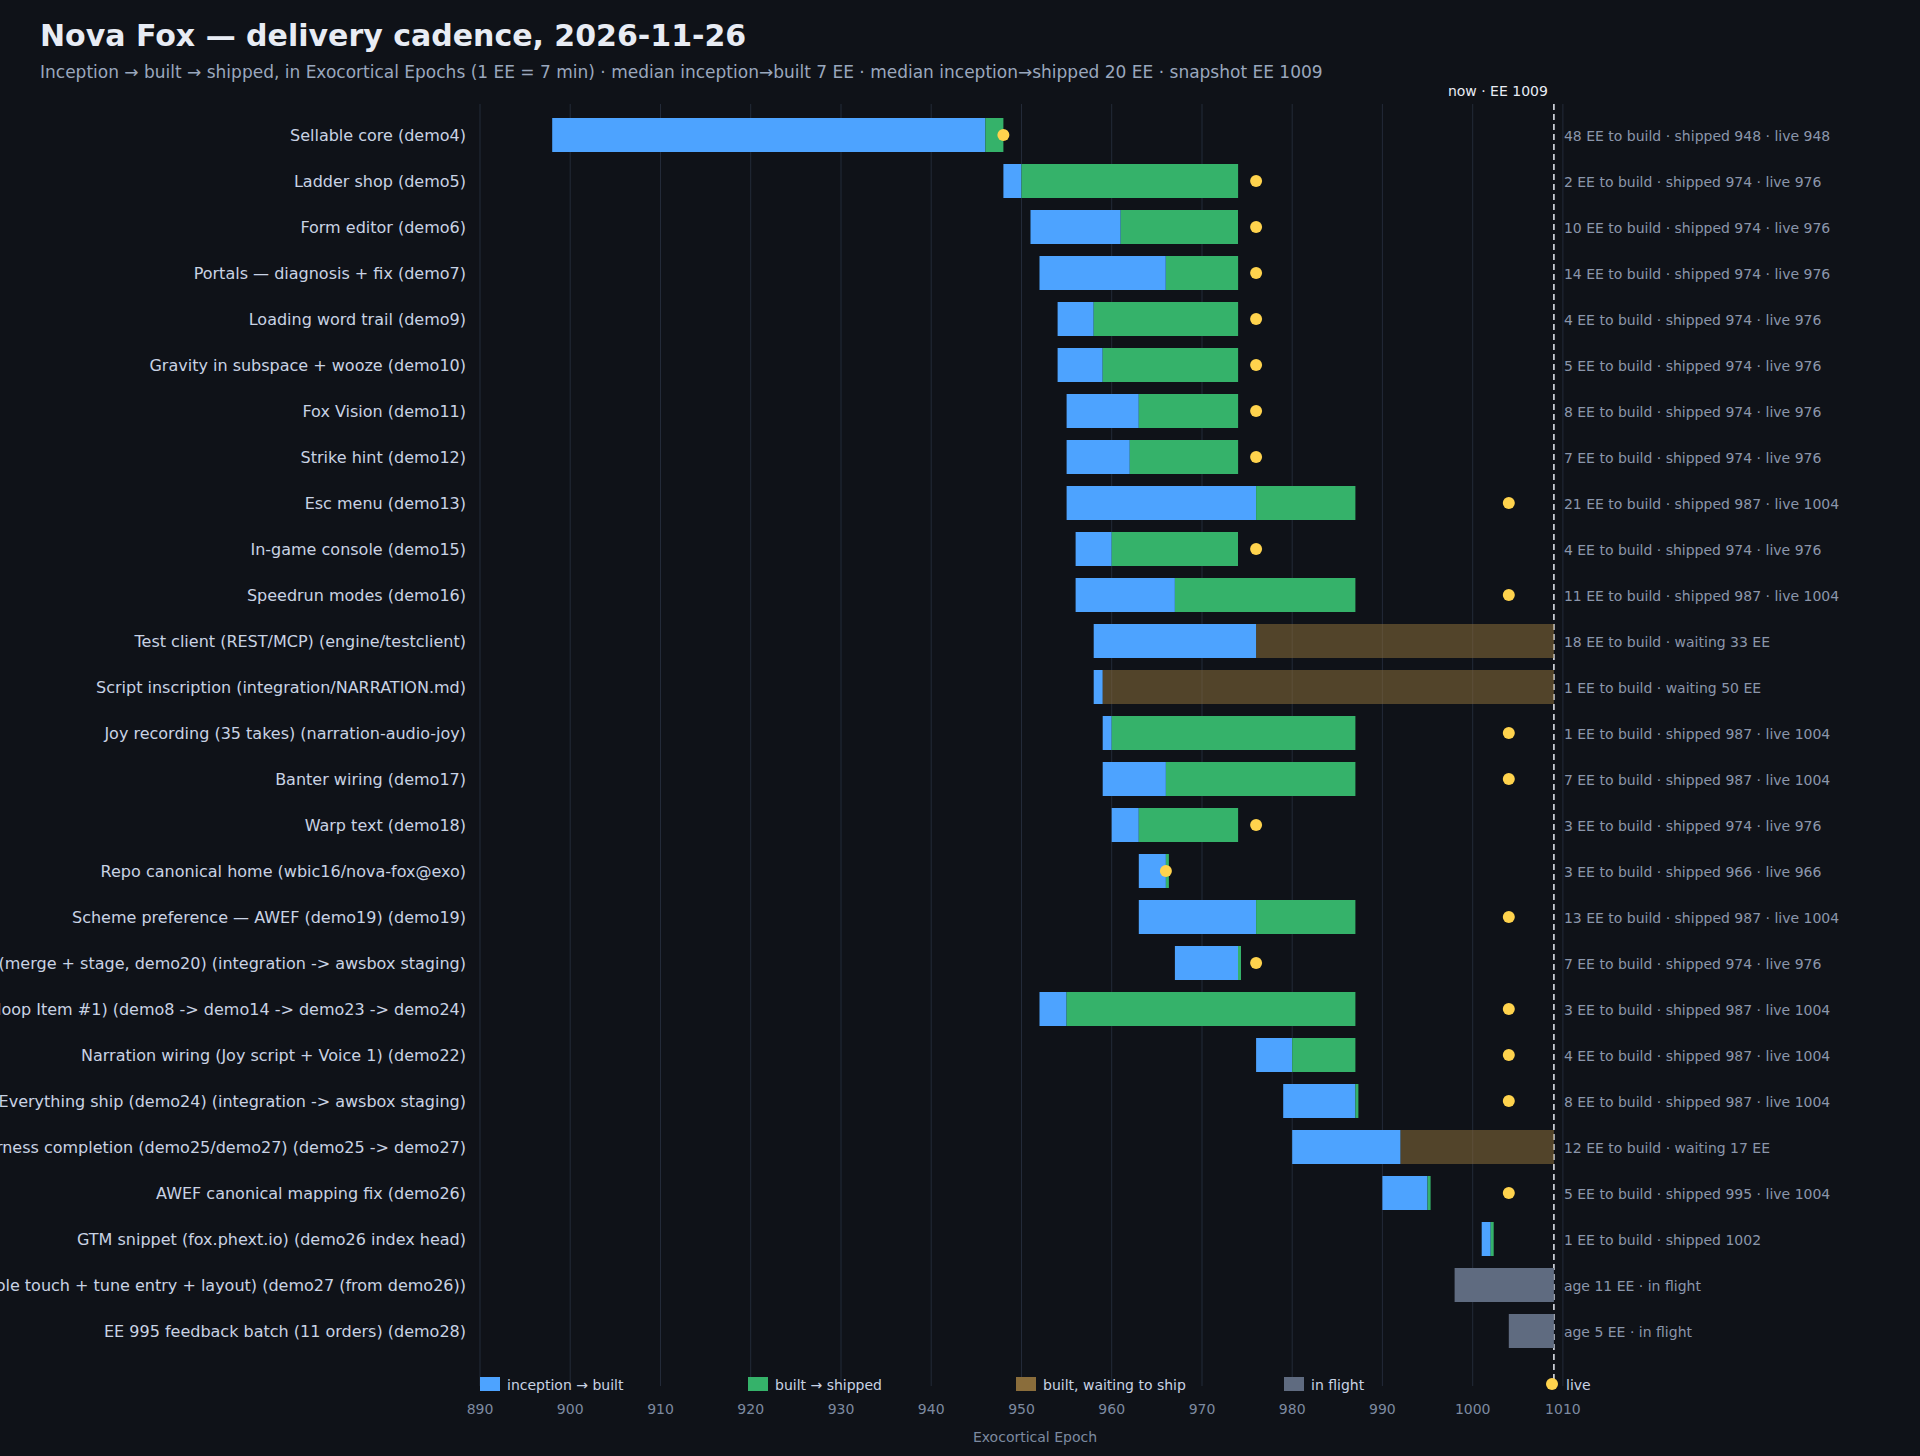 Nova Fox — delivery cadence, 2026-11-26
Inception → built → shipped, in Exocortical Epochs (1 EE = 7 min) · median inception→built 7 EE · median inception→shipped 20 EE · snapshot EE 1009
now · EE 1009
Sellable core (demo4) 48 EE to build · shipped 948 · live 948
Ladder shop (demo5) 2 EE to build · shipped 974 · live 976
Form editor (demo6) 10 EE to build · shipped 974 · live 976
Portals — diagnosis + fix (demo7) 14 EE to build · shipped 974 · live 976
Loading word trail (demo9) 4 EE to build · shipped 974 · live 976
Gravity in subspace + wooze (demo10) 5 EE to build · shipped 974 · live 976
Fox Vision (demo11) 8 EE to build · shipped 974 · live 976
Strike hint (demo12) 7 EE to build · shipped 974 · live 976
Esc menu (demo13) 21 EE to build · shipped 987 · live 1004
In-game console (demo15) 4 EE to build · shipped 974 · live 976
Speedrun modes (demo16) 11 EE to build · shipped 987 · live 1004
Test client (REST/MCP) (engine/testclient) 18 EE to build · waiting 33 EE
Script inscription (integration/NARRATION.md) 1 EE to build · waiting 50 EE
Joy recording (35 takes) (narration-audio-joy) 1 EE to build · shipped 987 · live 1004
Banter wiring (demo17) 7 EE to build · shipped 987 · live 1004
Warp text (demo18) 3 EE to build · shipped 974 · live 976
Repo canonical home (wbic16/nova-fox@exo) 3 EE to build · shipped 966 · live 966
Scheme preference — AWEF (demo19) (demo19) 13 EE to build · shipped 987 · live 1004
(merge + stage, demo20) (integration -> awsbox staging) 7 EE to build · shipped 974 · live 976
oop Item #1) (demo8 -> demo14 -> demo23 -> demo24) 3 EE to build · shipped 987 · live 1004
Narration wiring (Joy script + Voice 1) (demo22) 4 EE to build · shipped 987 · live 1004
Everything ship (demo24) (integration -> awsbox staging) 8 EE to build · shipped 987 · live 1004
rness completion (demo25/demo27) (demo25 -> demo27) 12 EE to build · waiting 17 EE
AWEF canonical mapping fix (demo26) 5 EE to build · shipped 995 · live 1004
GTM snippet (fox.phext.io) (demo26 index head) 1 EE to build · shipped 1002
ole touch + tune entry + layout) (demo27 (from demo26)) age 11 EE · in flight
EE 995 feedback batch (11 orders) (demo28) age 5 EE · in flight
inception → built built → shipped built, waiting to ship in flight live
890 900 910 920 930 940 950 960 970 980 990 1000 1010
Exocortical Epoch